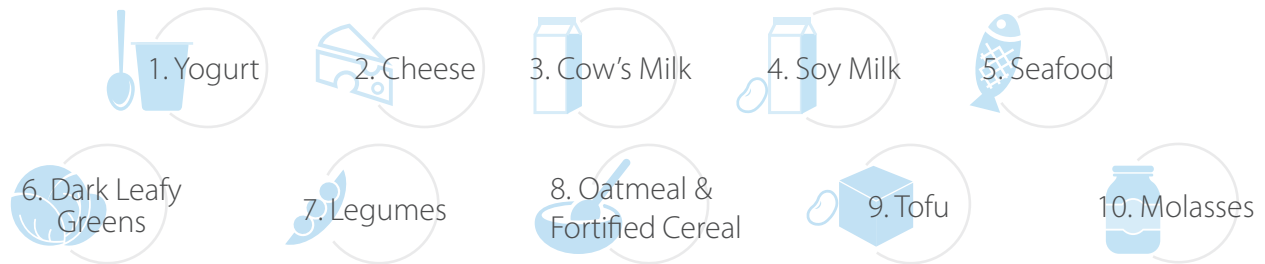 1. Yogurt
2. Cheese
3. Cow's Milk
4. Soy Milk
5. Seafood
6. Dark Leafy
Greens
7. Legumes
8. Oatmeal &
Fortified Cereal
9. Tofu
10. Molasses